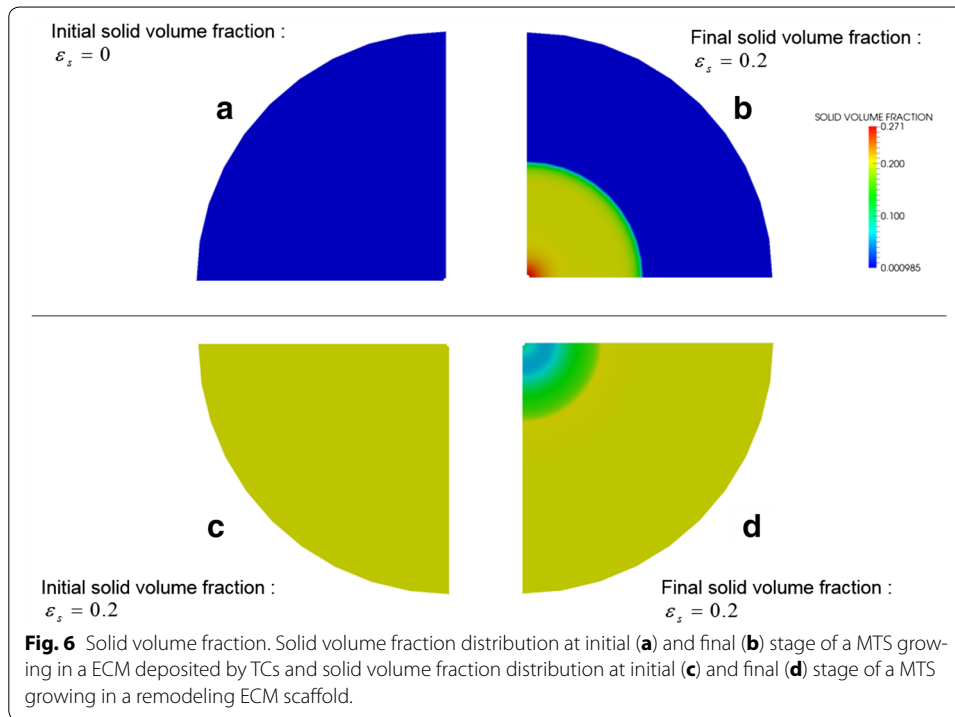 Initial solid volume fraction :
ε_s = 0
a
Final solid volume fraction :
ε_s = 0.2
b
SOLID VOLUME FRACTION
0.271
0.200
0.100
0.000985
c
Initial solid volume fraction :
ε_s = 0.2
d
Final solid volume fraction :
ε_s = 0.2
Fig. 6 Solid volume fraction. Solid volume fraction distribution at initial (a) and final (b) stage of a MTS grow-
ing in a ECM deposited by TCs and solid volume fraction distribution at initial (c) and final (d) stage of a MTS
growing in a remodeling ECM scaffold.